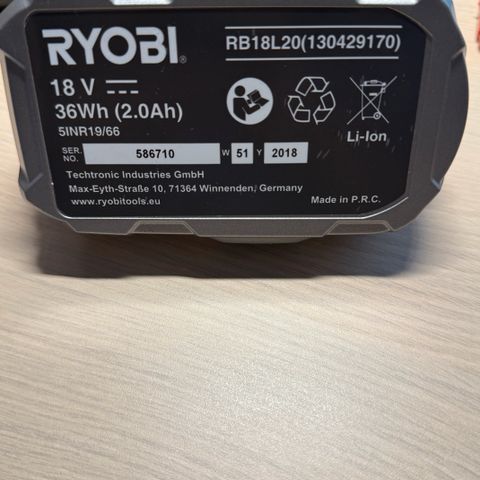 RYOBI®
RB18L20(130429170)
18 V
36Wh (2.0Ah)
5INR19/66
Li-Ion
SER. NO. 586710 W 51 Y 2018
Techtronic Industries GmbH
Max-Eyth-Straße 10, 71364 Winnenden, Germany
www.ryobitools.eu
Made in P.R.C.